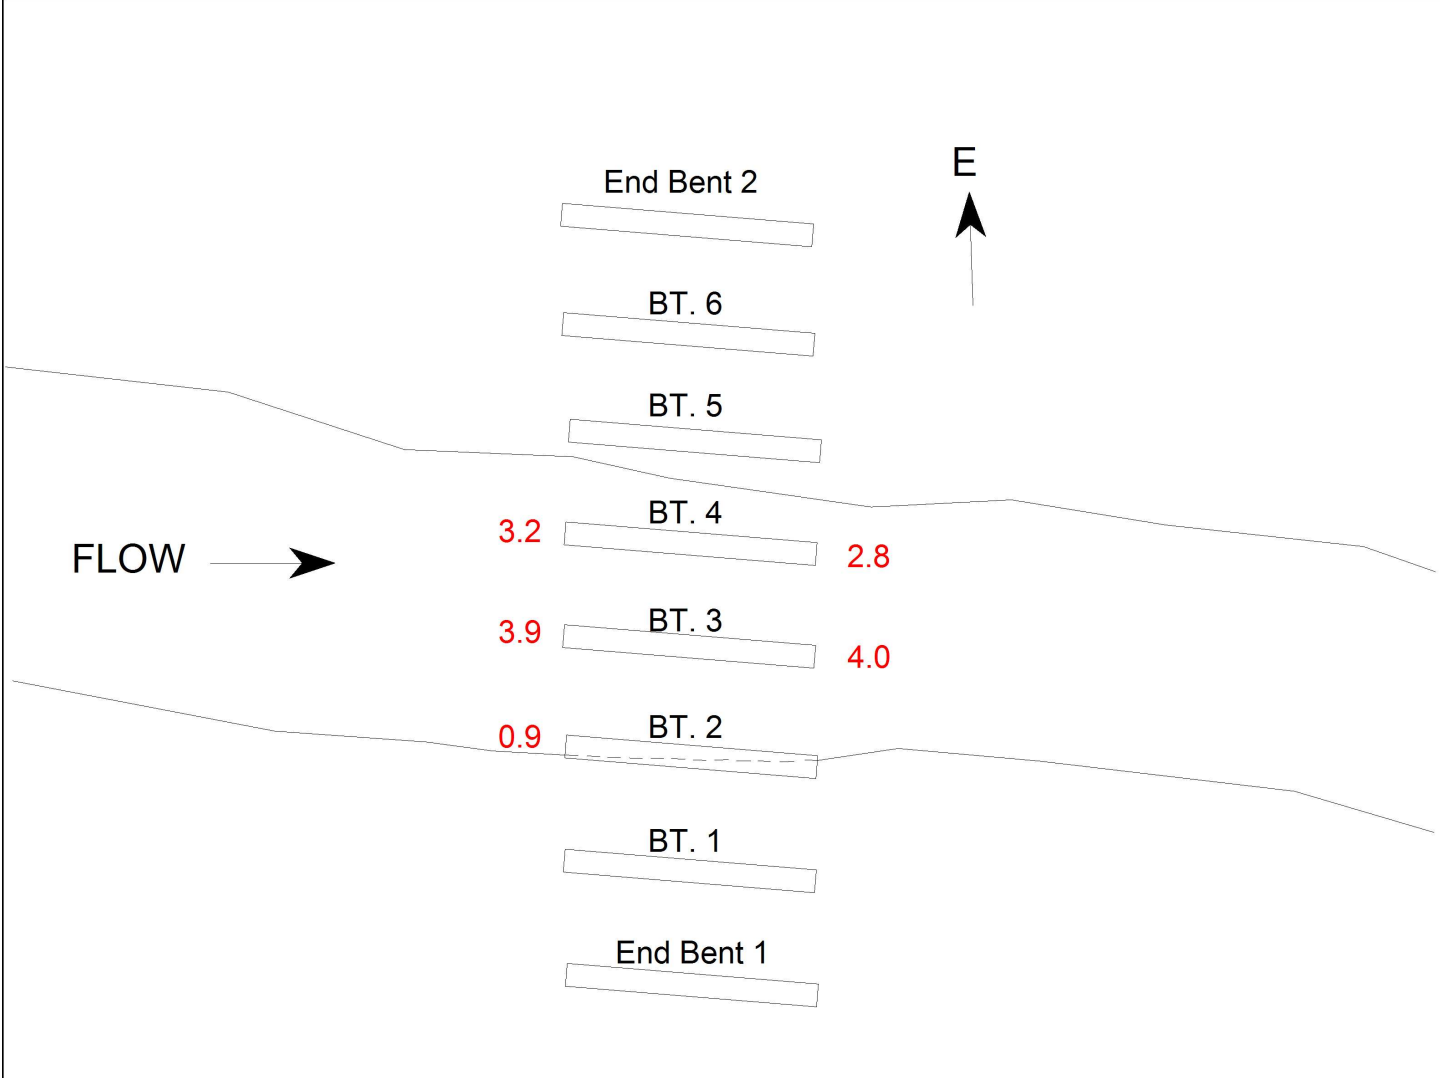 E
End Bent 2
BT. 6
BT. 5
BT. 4
3.2
2.8
FLOW
BT. 3
3.9
4.0
BT. 2
0.9
BT. 1
End Bent 1